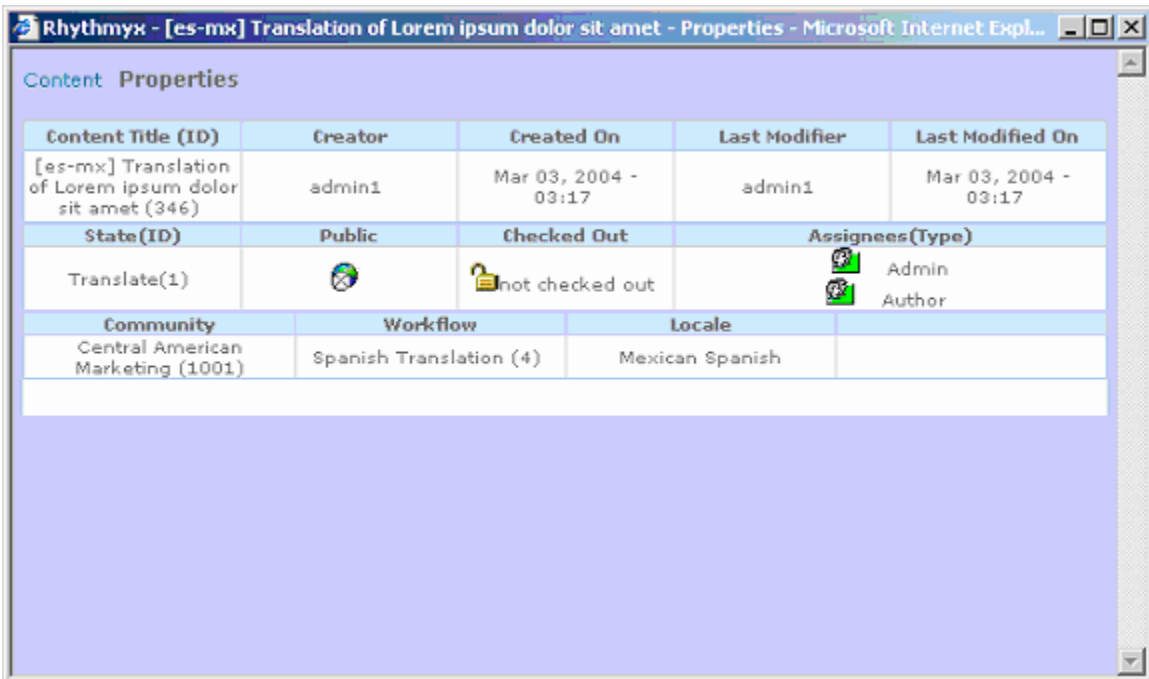 Rhythmyx - [es-mx] Translation of Lorem ipsum dolor sit amet - Properties - Microsoft Internet Expl...
Content Properties
Content Title (ID) Creator Created On Last Modifier Last Modified On
[es-mx] Translation
of Lorem ipsum dolor
sit amet (346)
admin1
Mar 03, 2004 -
03:17
admin1
Mar 03, 2004 -
03:17
State(ID) Public Checked Out Assignees(Type)
Translate(1) not checked out
Admin
Author
Community Workflow Locale
Central American
Marketing (1001)
Spanish Translation (4)
Mexican Spanish